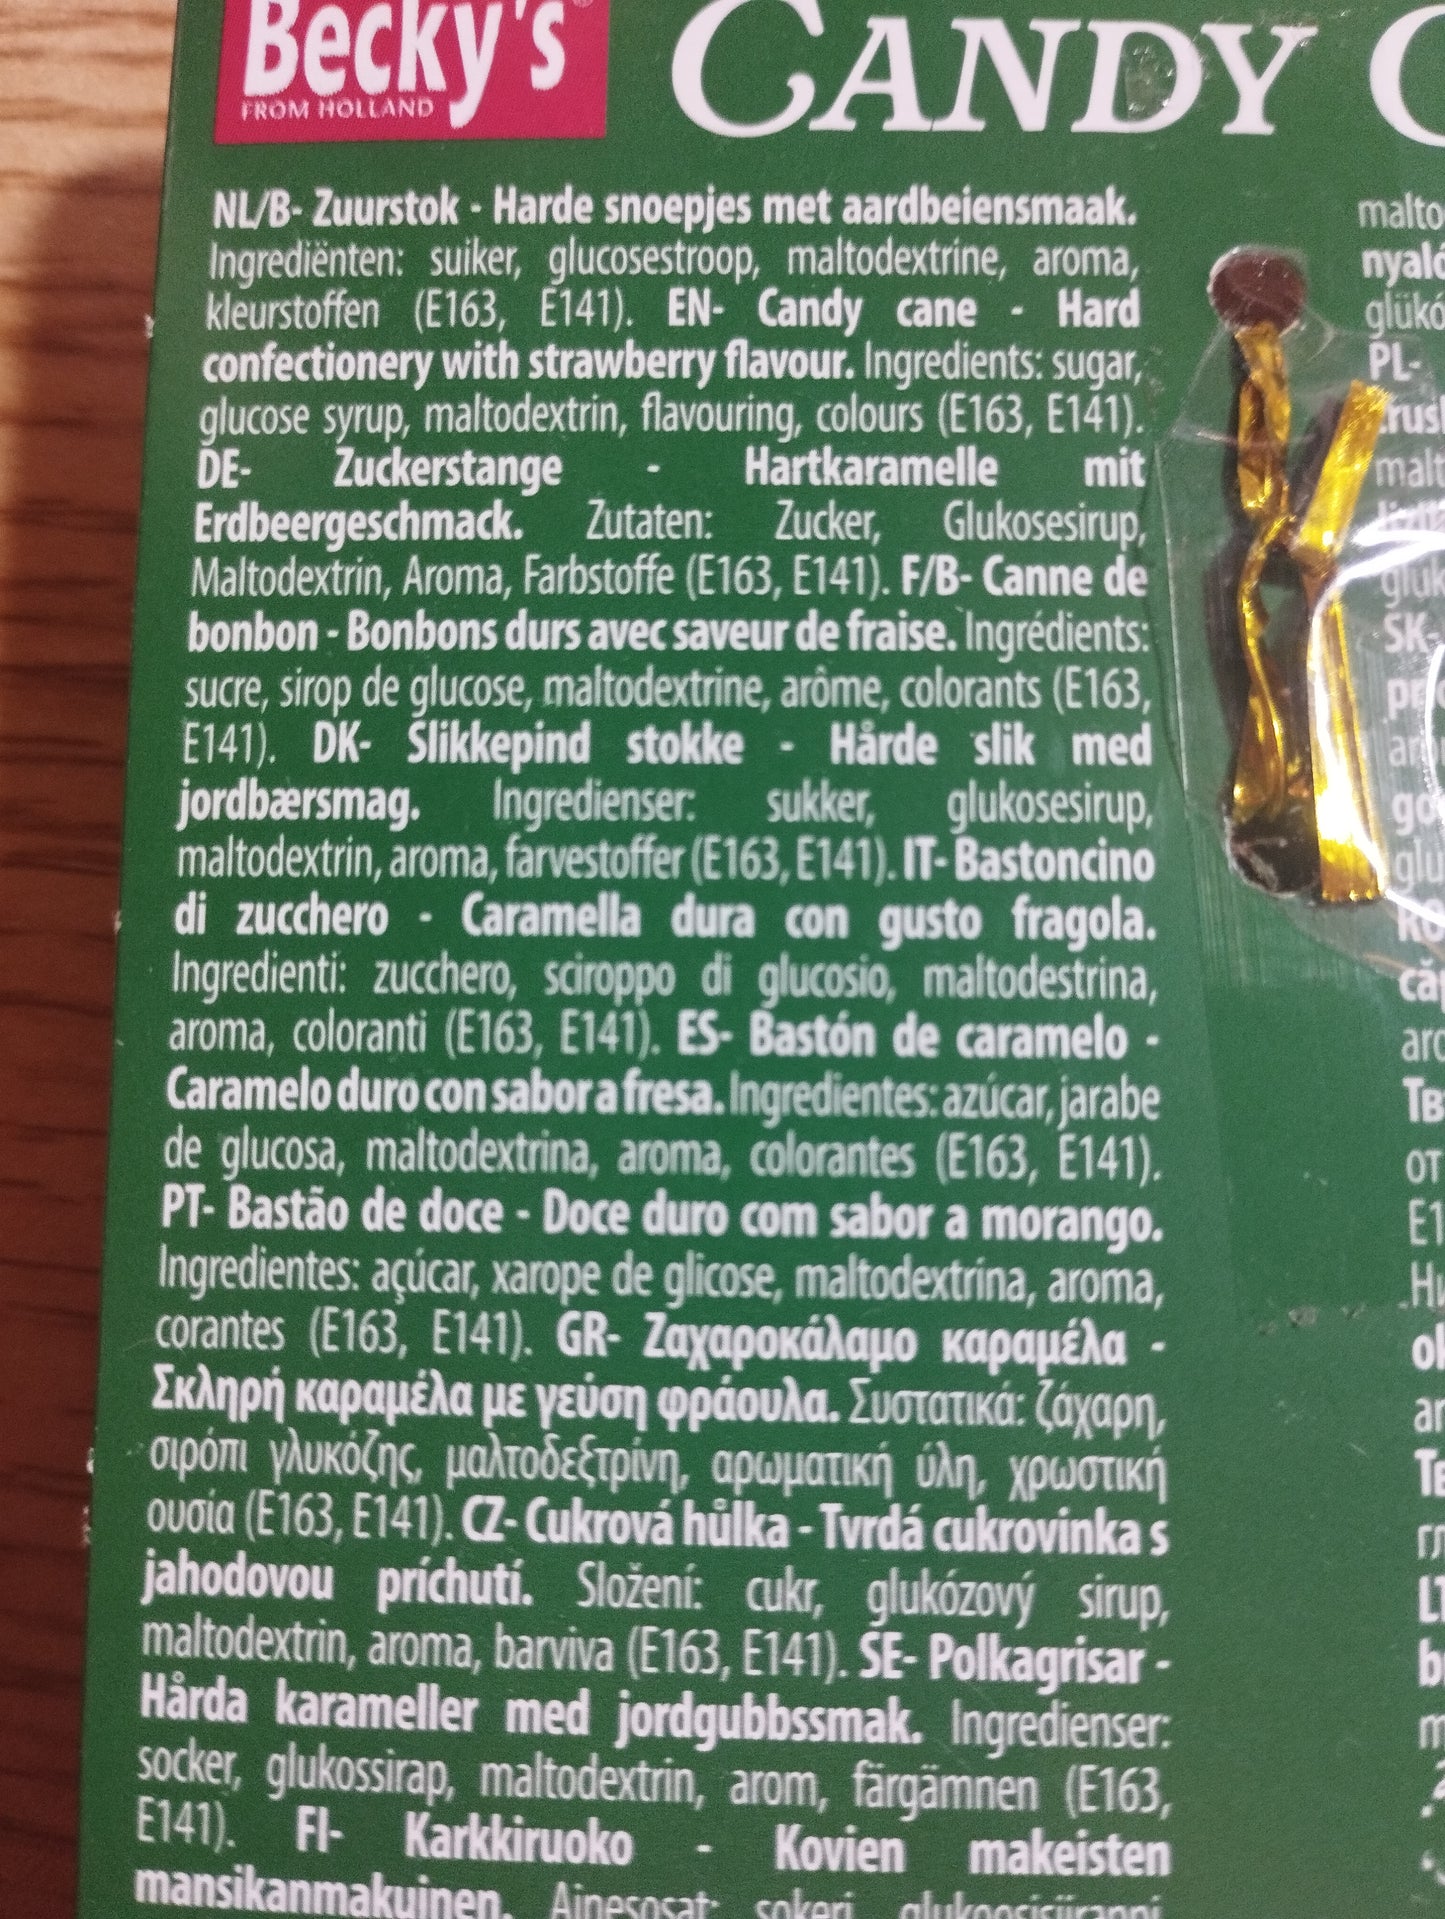 Becky's
FROM HOLLAND
CANDY
NL/B- Zuurstok - Harde snoepjes met aardbeiensmaak.
Ingrediënten: suiker, glucosestroop, maltodextrine, aroma,
kleurstoffen (E163, E141). EN- Candy cane - Hard
confectionery with strawberry flavour. Ingredients: sugar,
glucose syrup, maltodextrin, flavouring, colours (E163, E141).
DE- Zuckerstange - Hartkaramelle mit
Erdbeergeschmack. Zutaten: Zucker, Glukosesirup,
Maltodextrin, Aroma, Farbstoffe (E163, E141). F/B- Canne de
bonbon - Bonbons durs avec saveur de fraise. Ingrédients:
sucre, sirop de glucose, maltodextrine, arôme, colorants (E163,
E141). DK- Slikkepind stokke - Hårde slik med
jordbærsmag. Ingredienser: sukker, glukosesirup,
maltodextrin, aroma, farvestoffer (E163, E141). IT- Bastoncino
di zucchero - Caramella dura con gusto fragola.
Ingredienti: zucchero, sciroppo di glucosio, maltodestrina,
aroma, coloranti (E163, E141). ES- Bastón de caramelo -
Caramelo duro con sabor a fresa. Ingredientes: azúcar, jarabe
de glucosa, maltodextrina, aroma, colorantes (E163, E141).
PT- Bastão de doce - Doce duro com sabor a morango.
Ingredientes: açúcar, xarope de glicose, maltodextrína, aroma,
corantes (E163, E141). GR- Ζαχαροκάλαμο καραμέλα -
Σκληρή καραμέλα με γεύση φράουλα. Συστατικά: ζάχαρη,
σιρόπι γλυκόζης, μαλτοδεξτρίνη, αρωματική ύλη, χρωστική
ουσία (E163, E141). CZ- Cukrová hůlka - Tvrdá cukrovinka s
jahodovou príchutí. Složení: cukr, glukózový sirup,
maltodextrin, aroma, barviva (E163, E141). SE- Polkagrisar -
Hårda karameller med jordgubbssmak. Ingredienser:
socker, glukossirap, maltodextrin, arom, färgämnen (E163,
E141). FI- Karkkiruoko - Kovien makeisten
mansikanmakuinen. Ainesosat: sokeri, glukoosisiirappi,
PL-
SK-